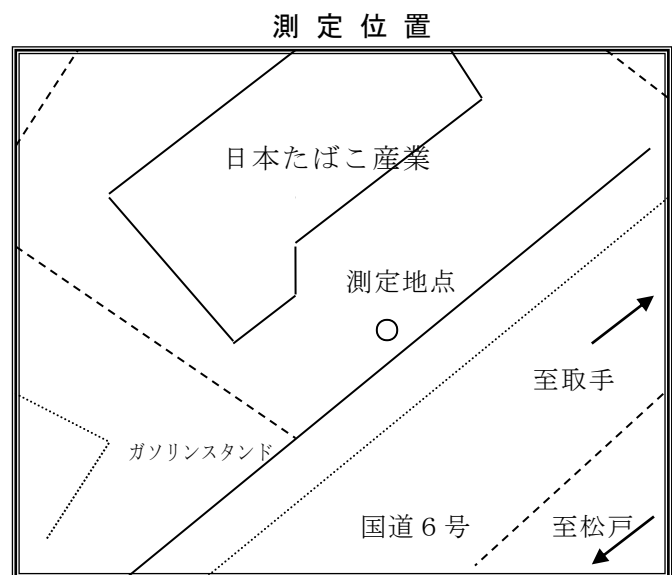 測定位置
日本たばこ産業
測定地点
至取手
ガソリンスタンド
国道６号
至松戸